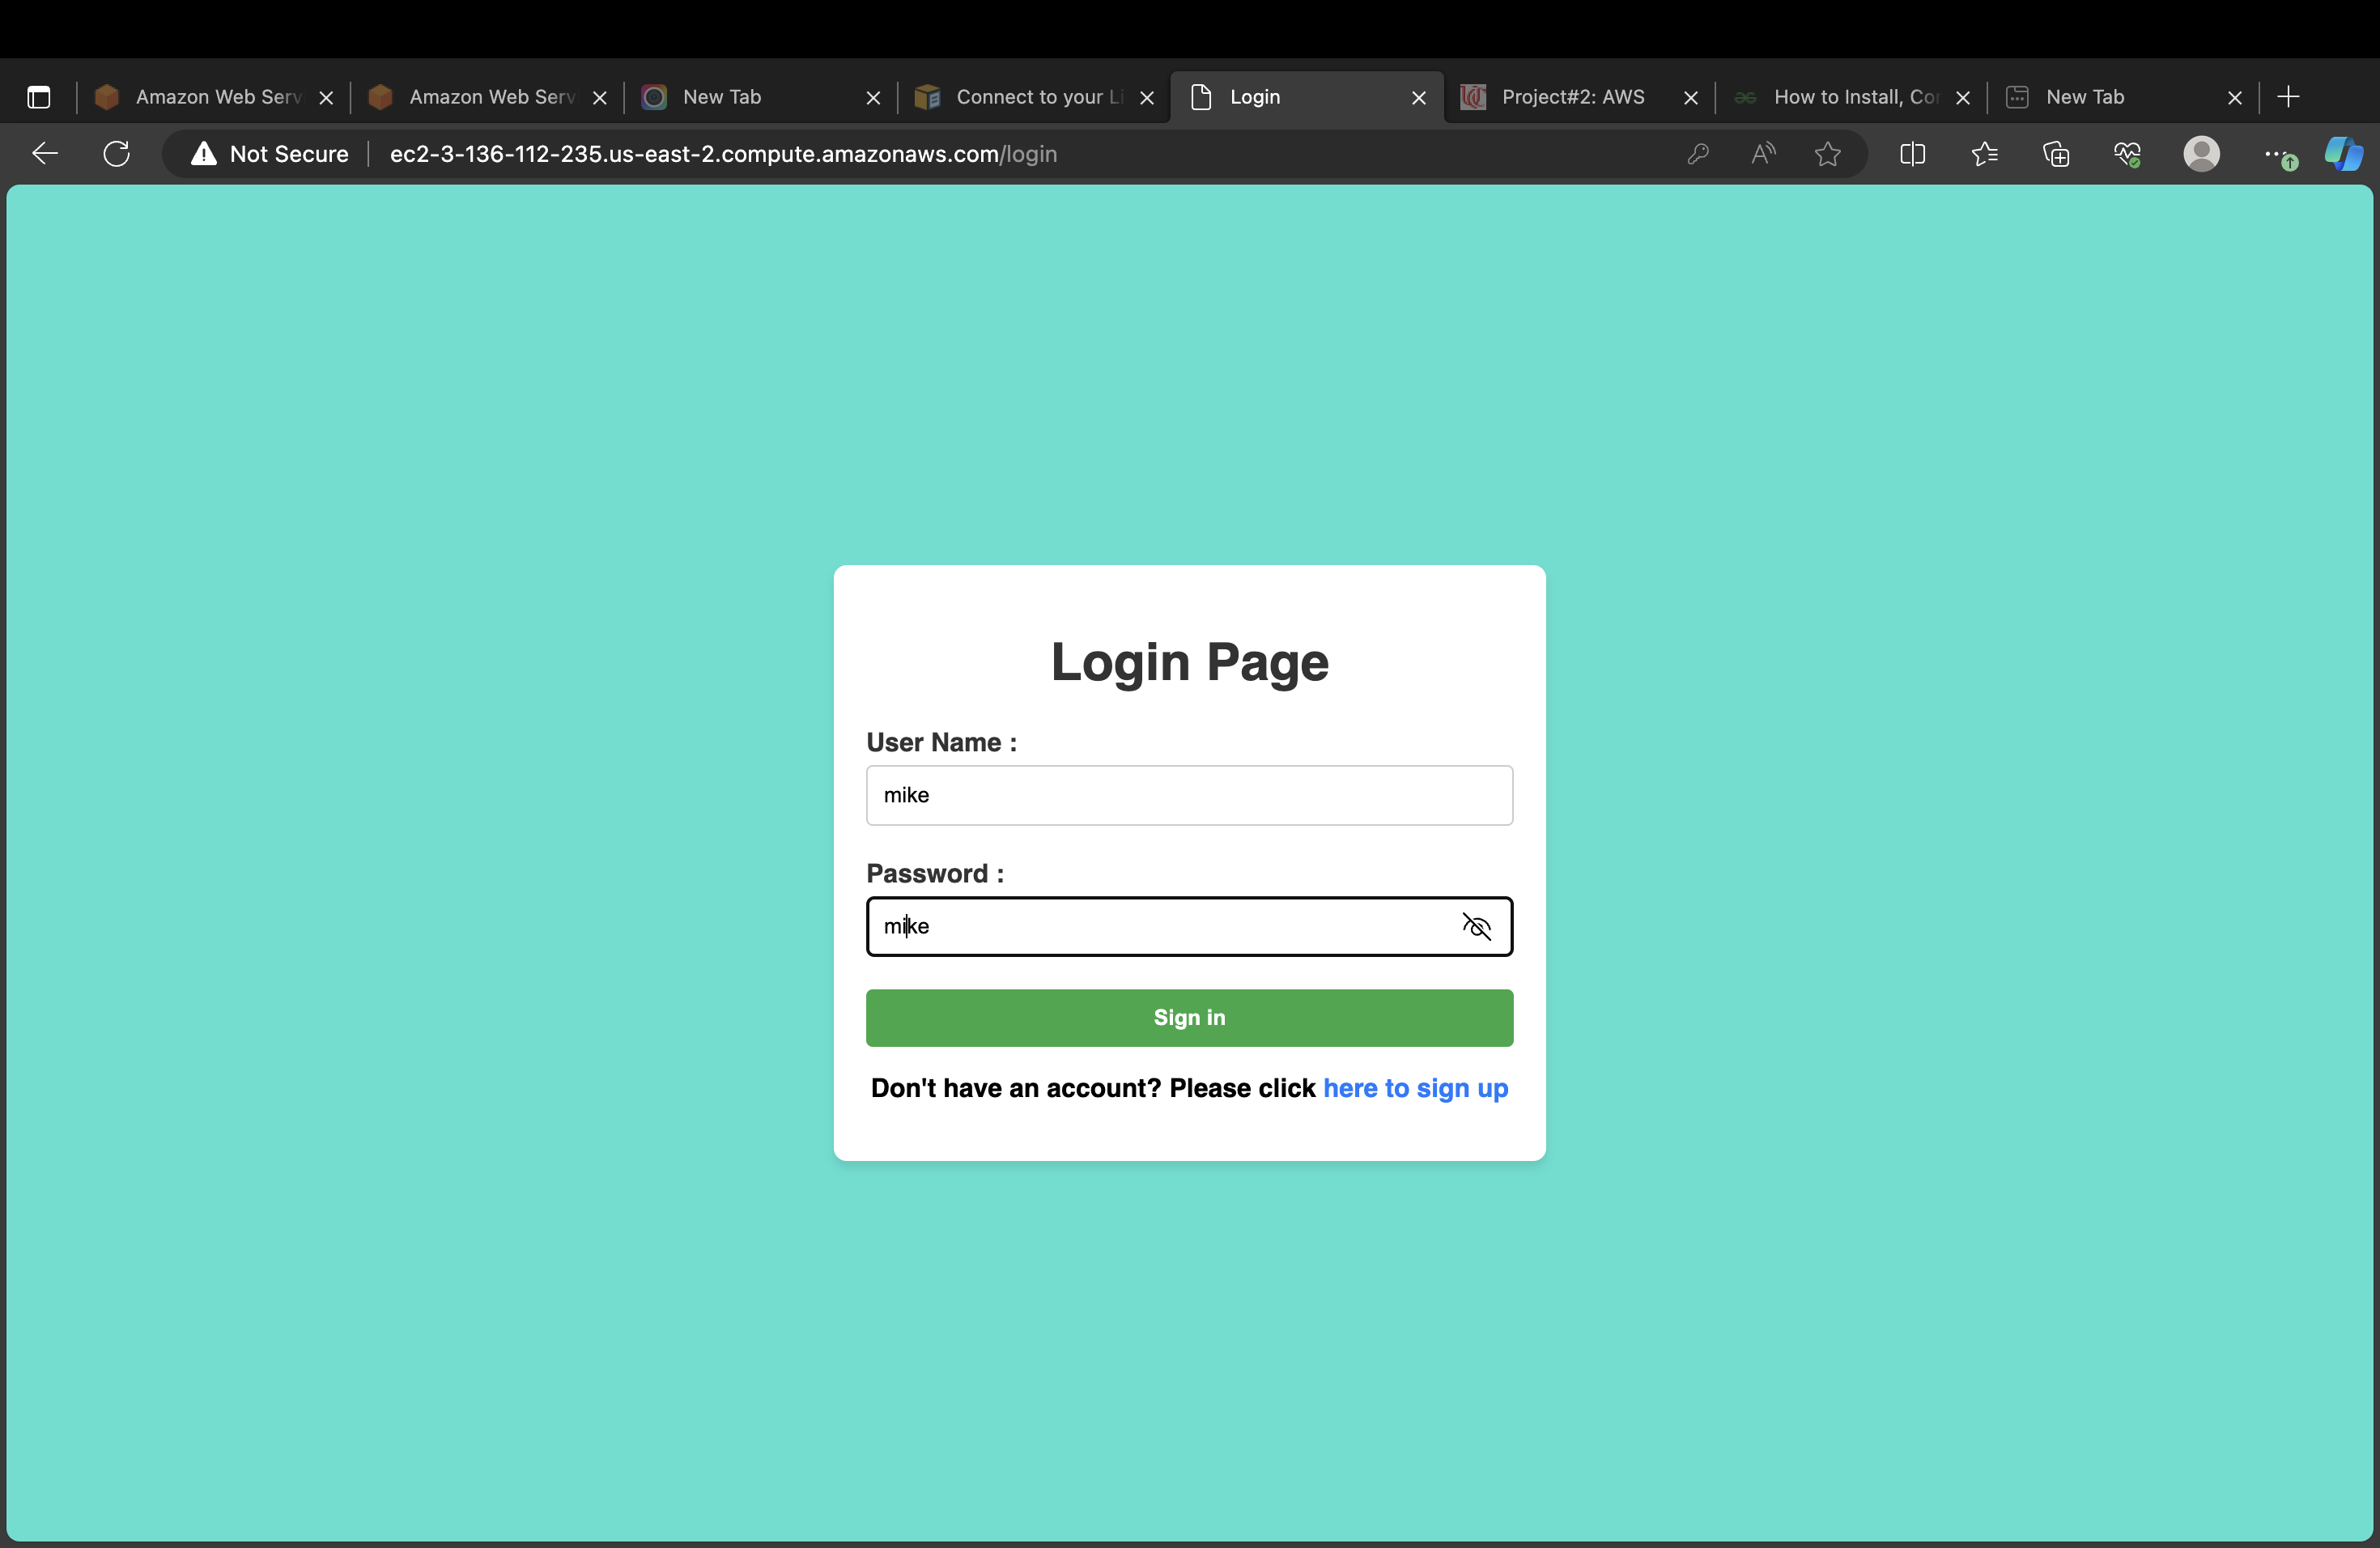 Amazon Web Serv
Amazon Web Serv
New Tab
Connect to your Li
Login
Project#2: AWS
How to Install, Cor
New Tab
Not Secure
ec2-3-136-112-235.us-east-2.compute.amazonaws.com/login
Login Page
User Name :
mike
Password :
mike
Sign in
Don't have an account? Please click here to sign up